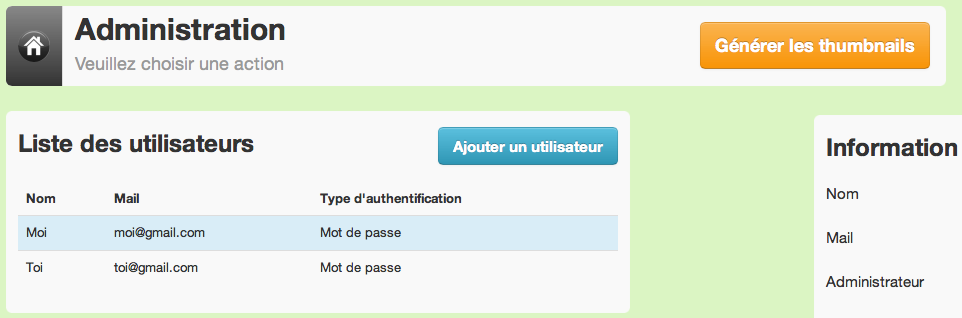 Administration
Veuillez choisir une action
Générer les thumbnails
Liste des utilisateurs
Ajouter un utilisateur
Nom Mail Type d'authentification
Moi moi@gmail.com Mot de passe
Toi toi@gmail.com Mot de passe
Information
Nom
Mail
Administrateur